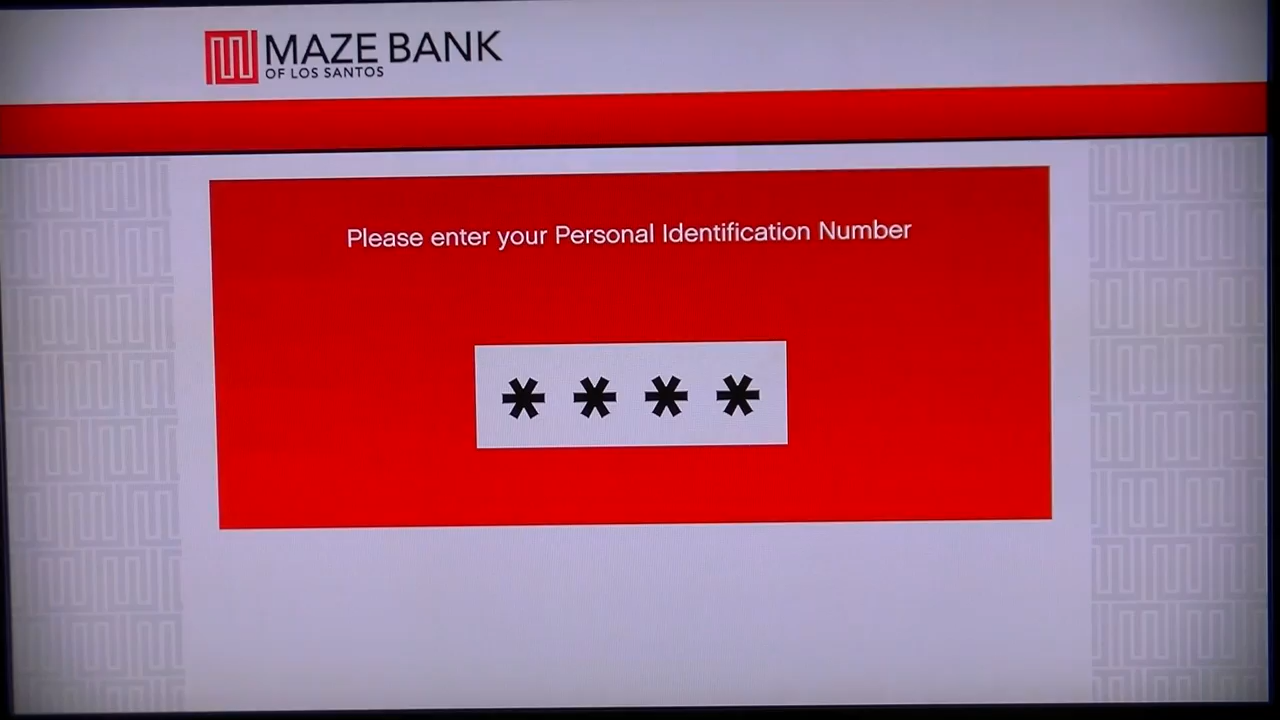 MAZE BANK
OF LOS SANTOS
Please enter your Personal Identification Number
* * * *